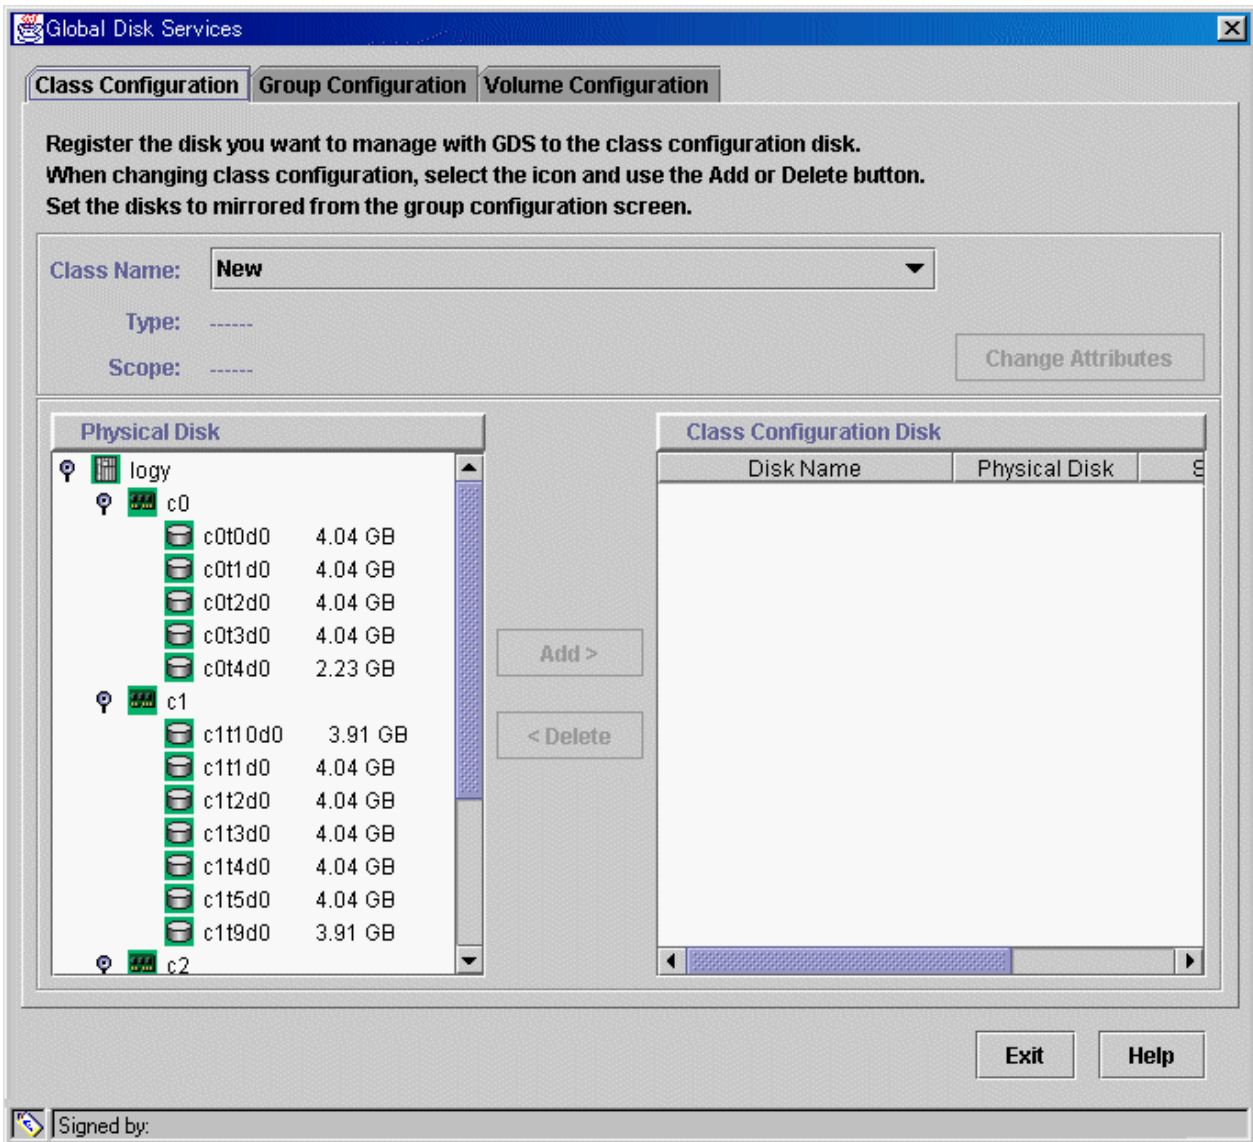 Global Disk Services
Class Configuration Group Configuration Volume Configuration
Register the disk you want to manage with GDS to the class configuration disk.
When changing class configuration, select the icon and use the Add or Delete button.
Set the disks to mirrored from the group configuration screen.
Class Name: New
Type: ------
Scope: ------
Change Attributes
Physical Disk
logy
c0
c0t0d0 4.04 GB
c0t1d0 4.04 GB
c0t2d0 4.04 GB
c0t3d0 4.04 GB
c0t4d0 2.23 GB
c1
c1t10d0 3.91 GB
c1t1d0 4.04 GB
c1t2d0 4.04 GB
c1t3d0 4.04 GB
c1t4d0 4.04 GB
c1t5d0 4.04 GB
c1t9d0 3.91 GB
c2
Add >
< Delete
Class Configuration Disk
Disk Name Physical Disk S
Exit Help
Signed by: